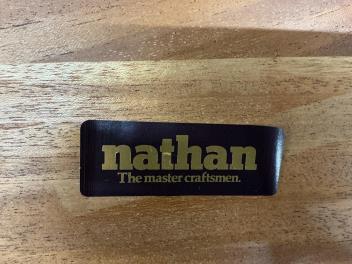 nathan
The master craftsmen.